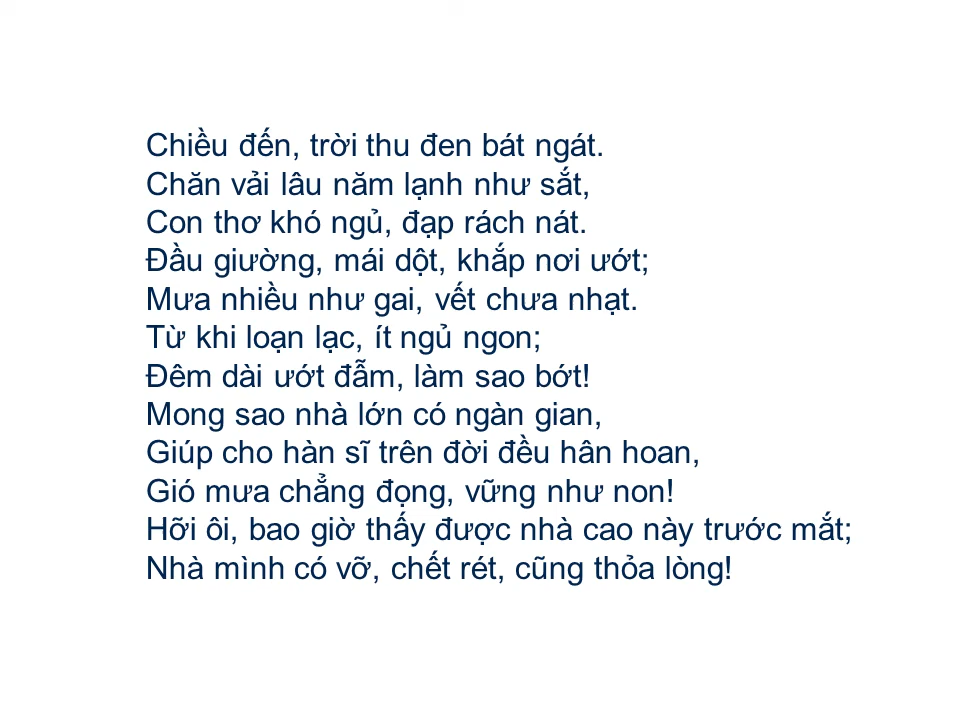 Chiều đến, trời thu đen bát ngát.
Chăn vải lâu năm lạnh như sắt,
Con thơ khó ngủ, đạp rách nát.
Đầu giường, mái dột, khắp nơi ướt;
Mưa nhiều như gai, vết chưa nhạt.
Từ khi loạn lạc, ít ngủ ngon;
Đêm dài ướt đẫm, làm sao bớt!
Mong sao nhà lớn có ngàn gian,
Giúp cho hàn sĩ trên đời đều hân hoan,
Gió mưa chẳng đọng, vững như non!
Hỡi ôi, bao giờ thấy được nhà cao này trước mắt;
Nhà mình có vỡ, chết rét, cũng thỏa lòng!